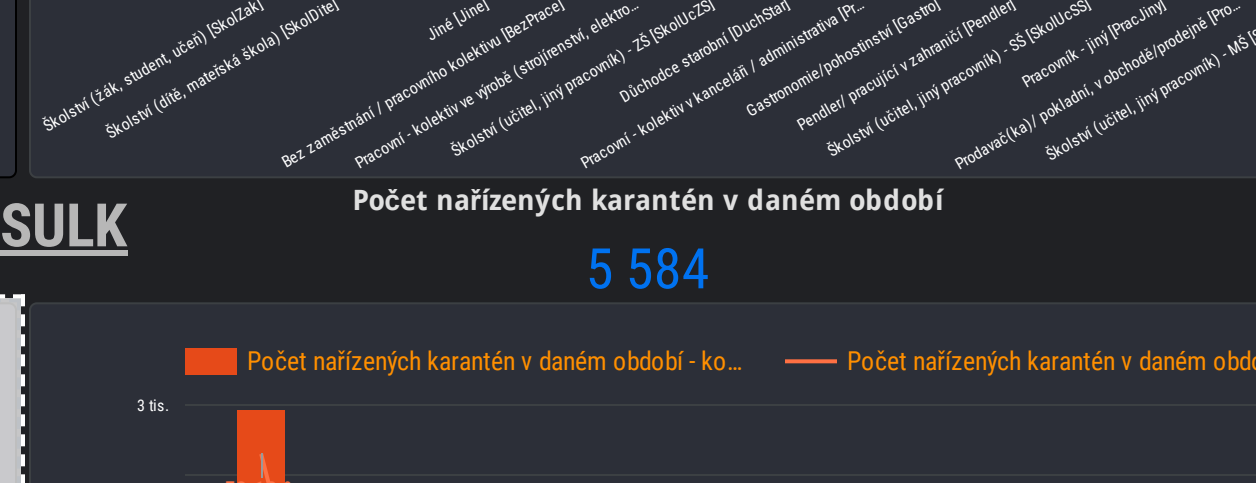 Školství (žák, student, učeň) [SkolZak]
Školství (dítě, mateřská škola) [SkolDite]
Jiné [Jine]
Bez zaměstnání / pracovního kolektivu [BezPrace]
Pracovní - kolektiv ve výrobě (strojírenství, elektro...
Školství (učitel, jiný pracovník) - ZŠ [SkolUcZS]
Důchodce starobní [DuchStar]
Pracovní - kolektiv v kanceláři / administrativa [Pr...
Gastronomie/pohostinství [Gastro]
Pendler/ pracující v zahraničí [Pendler]
Školství (učitel, jiný pracovník) - SŠ [SkolUcSS]
Pracovník - jiný [PracJiny]
Prodavač(ka)/ pokladní, v obchodě/prodejně [Pro...
Školství (učitel, jiný pracovník) - MŠ [S
SULK
Počet nařízených karantén v daném období
5 584
Počet nařízených karantén v daném období - ko...
Počet nařízených karantén v daném obdo
3 tis.